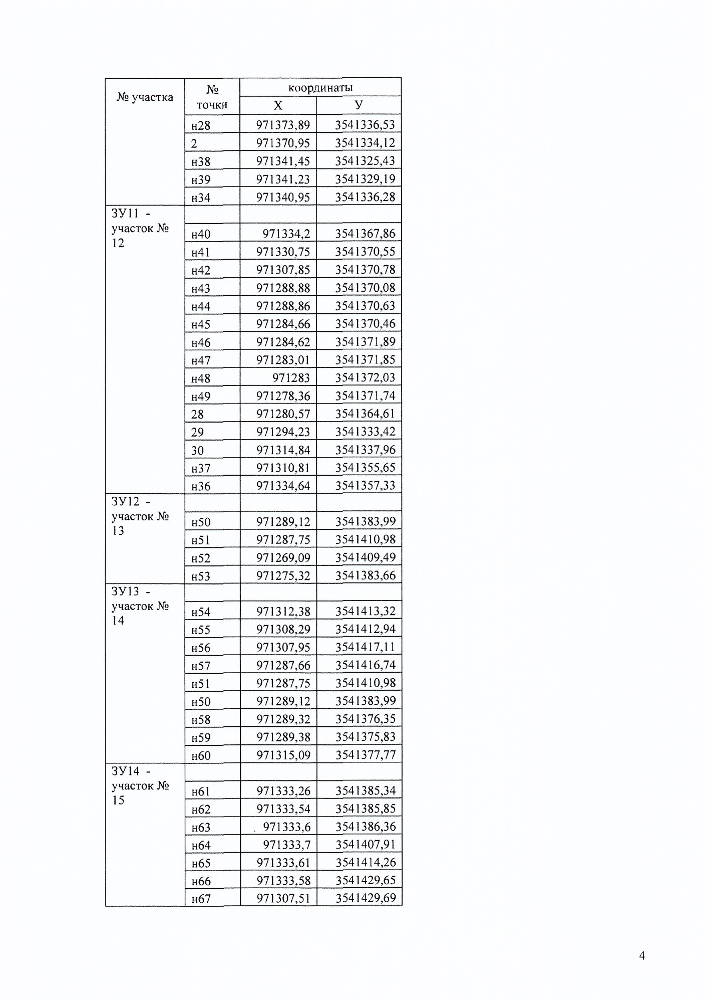 № участка № точки координаты
Х У
н28 971373,89 3541336,53
2 971370,95 3541334,12
н38 971341,45 3541325,43
н39 971341,23 3541329,19
н34 971340,95 3541336,28
ЗУ11 -
участок №
12
н40 971334,2 3541367,86
н41 971330,75 3541370,55
н42 971307,85 3541370,78
н43 971288,88 3541370,08
н44 971288,86 3541370,63
н45 971284,66 3541370,46
н46 971284,62 3541371,89
н47 971283,01 3541371,85
н48 971283 3541372,03
н49 971278,36 3541371,74
28 971280,57 3541364,61
29 971294,23 3541333,42
30 971314,84 3541337,96
н37 971310,81 3541355,65
н36 971334,64 3541357,33
ЗУ12 -
участок №
13
н50 971289,12 3541383,99
н51 971287,75 3541410,98
н52 971269,09 3541409,49
н53 971275,32 3541383,66
ЗУ13 -
участок №
14
н54 971312,38 3541413,32
н55 971308,29 3541412,94
н56 971307,95 3541417,11
н57 971287,66 3541416,74
н51 971287,75 3541410,98
н50 971289,12 3541383,99
н58 971289,32 3541376,35
н59 971289,38 3541375,83
н60 971315,09 3541377,77
ЗУ14 -
участок №
15
н61 971333,26 3541385,34
н62 971333,54 3541385,85
н63 971333,6 3541386,36
н64 971333,7 3541407,91
н65 971333,61 3541414,26
н66 971333,58 3541429,65
н67 971307,51 3541429,69
4